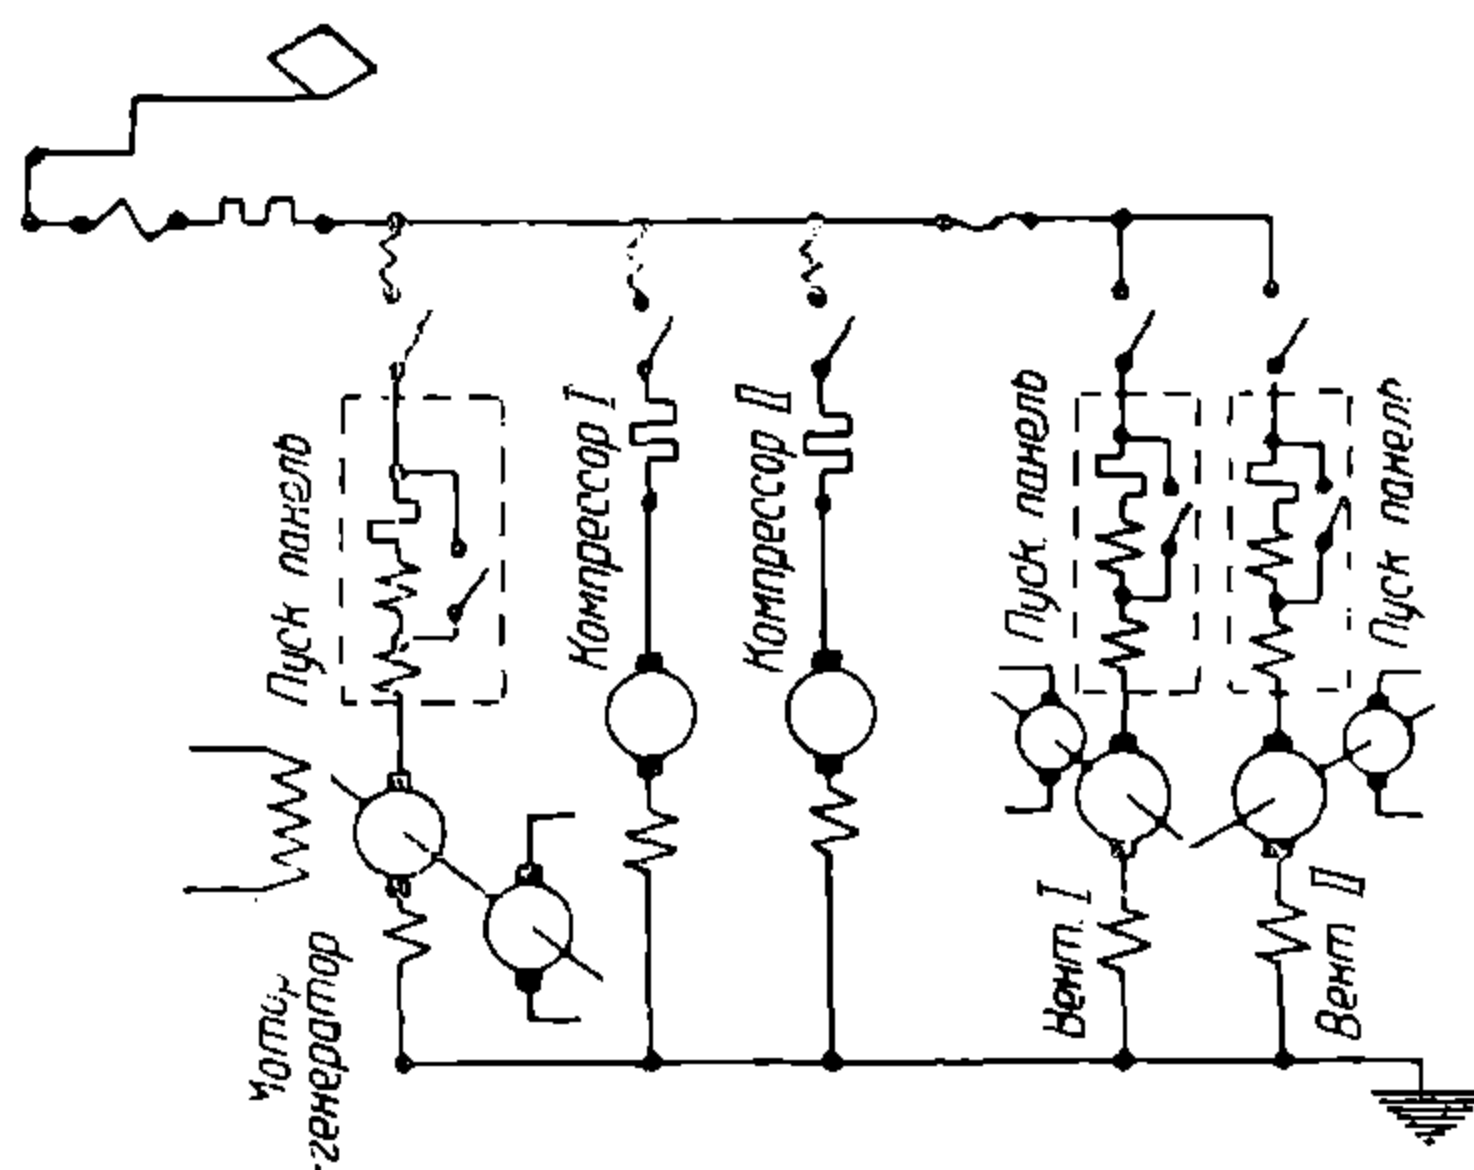 Пуск панель
Компрессор I
Компрессор II
Пуск. панель
Пуск панель
Мотор
-генератор
Вент. I
Вент II